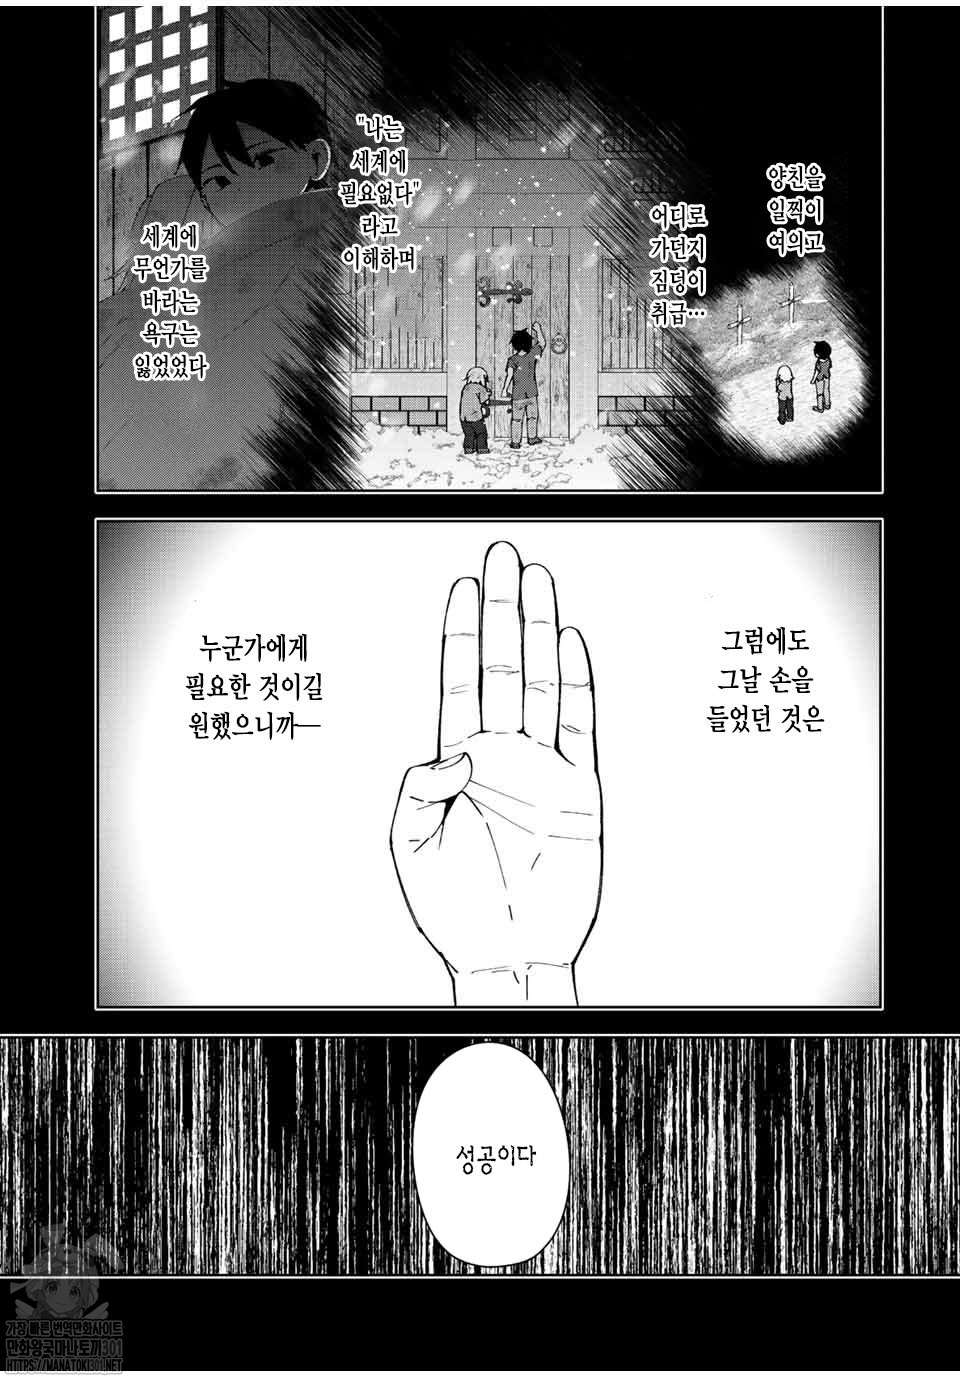 양친을
일찍이
여의고
어디로
가던지
짐덩이
취급…
"나는
세계에
필요없다"
라고
이해하며
세계에
무언가를
바라는
욕구는
잃었었다
그럼에도
그날 손을
들었던 것은
누군가에게
필요한 것이길
원했으니까―
성공이다
가장 빠른 번역만화사이트
만화왕국마나토끼301
HTTPS://MANATOKI301.NET